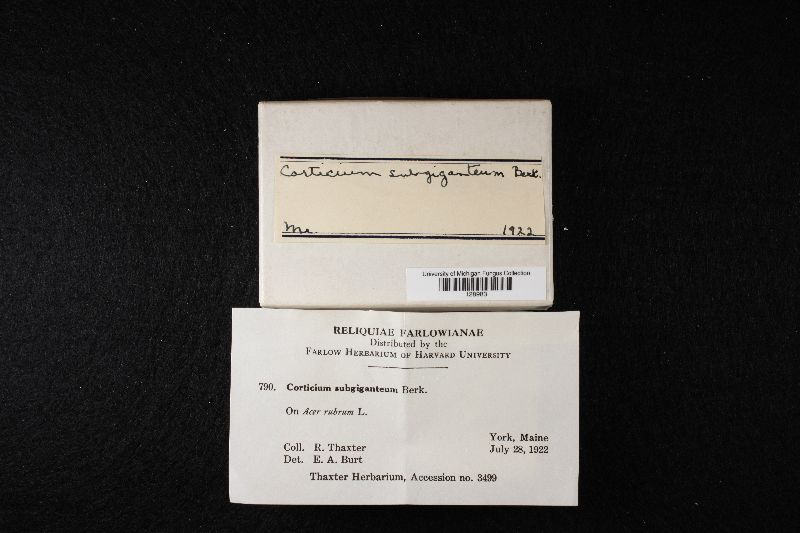 Corticium subgiganteum Berk.
Me. 1922
University of Michigan Fungus Collection
RELIQUIAE FARLOWIANAE
Distributed by the
FARLOW HERBARIUM OF HARVARD UNIVERSITY
790. Corticium subgiganteum Berk.
On Acer rubrum L.
York, Maine
Coll. R. Thaxter July 28, 1922
Det. E. A. Burt
Thaxter Herbarium, Accession no. 3499